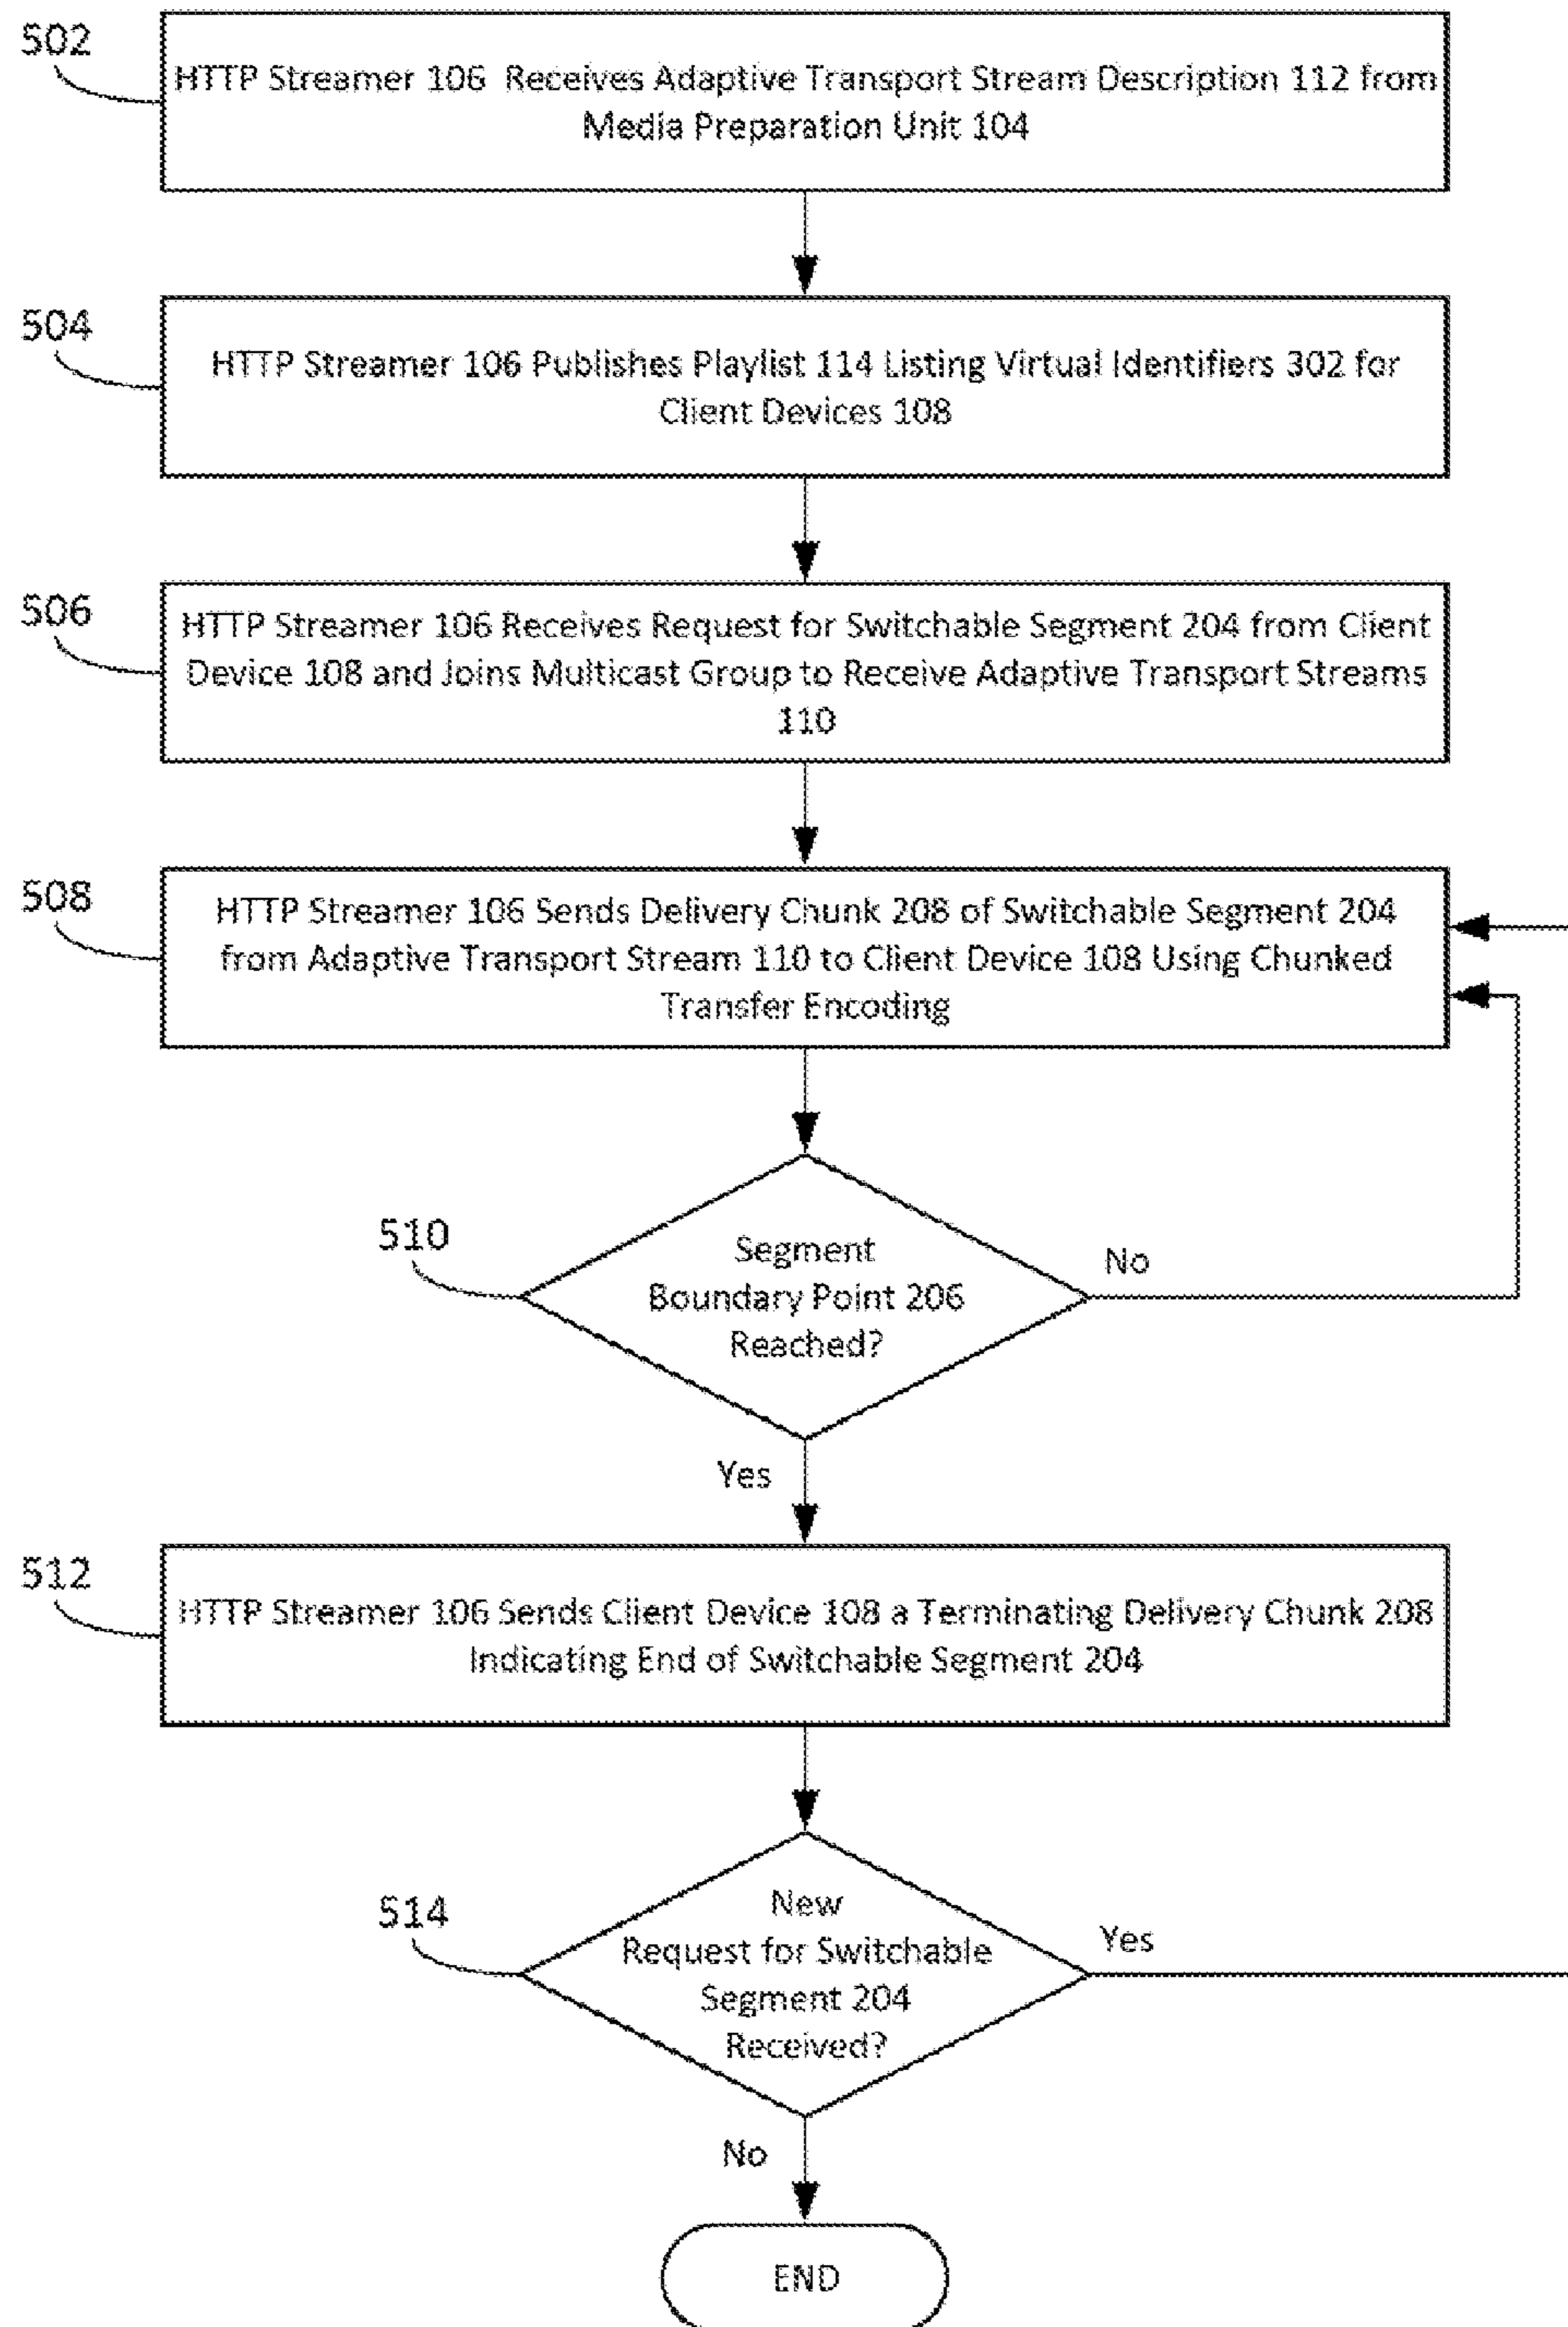 502
HTTP Streamer 106 Receives Adaptive Transport Stream Description 112 from
Media Preparation Unit 104
504
HTTP Streamer 106 Publishes Playlist 114 Listing Virtual Identifiers 302 for
Client Devices 108
506
HTTP Streamer 106 Receives Request for Switchable Segment 204 from Client
Device 108 and Joins Multicast Group to Receive Adaptive Transport Streams
110
508
HTTP Streamer 106 Sends Delivery Chunk 208 of Switchable Segment 204
from Adaptive Transport Stream 110 to Client Device 108 Using Chunked
Transfer Encoding
510
Segment
Boundary Point 206
Reached?
No
Yes
512
HTTP Streamer 106 Sends Client Device 108 a Terminating Delivery Chunk 208
Indicating End of Switchable Segment 204
514
New
Request for Switchable
Segment 204
Received?
Yes
No
END